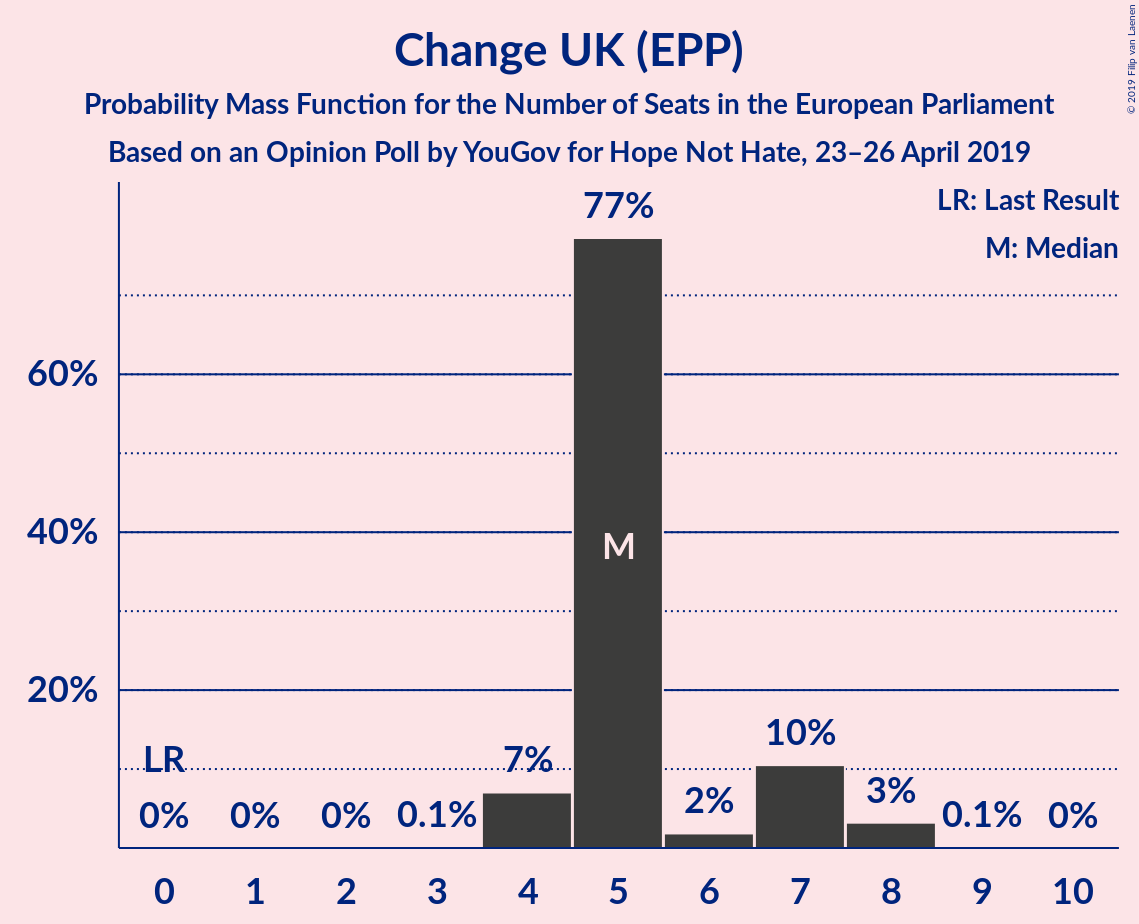 Change UK (EPP)
Probability Mass Function for the Number of Seats in the European Parliament
Based on an Opinion Poll by YouGov for Hope Not Hate, 23–26 April 2019
© 2019 Filip van Laenen
LR: Last Result
M: Median
77%
60%
40%
M
20%
10%
LR
7%
3%
2%
0%
0%
0%
0.1%
0.1%
0%
0 1 2 3 4 5 6 7 8 9 10